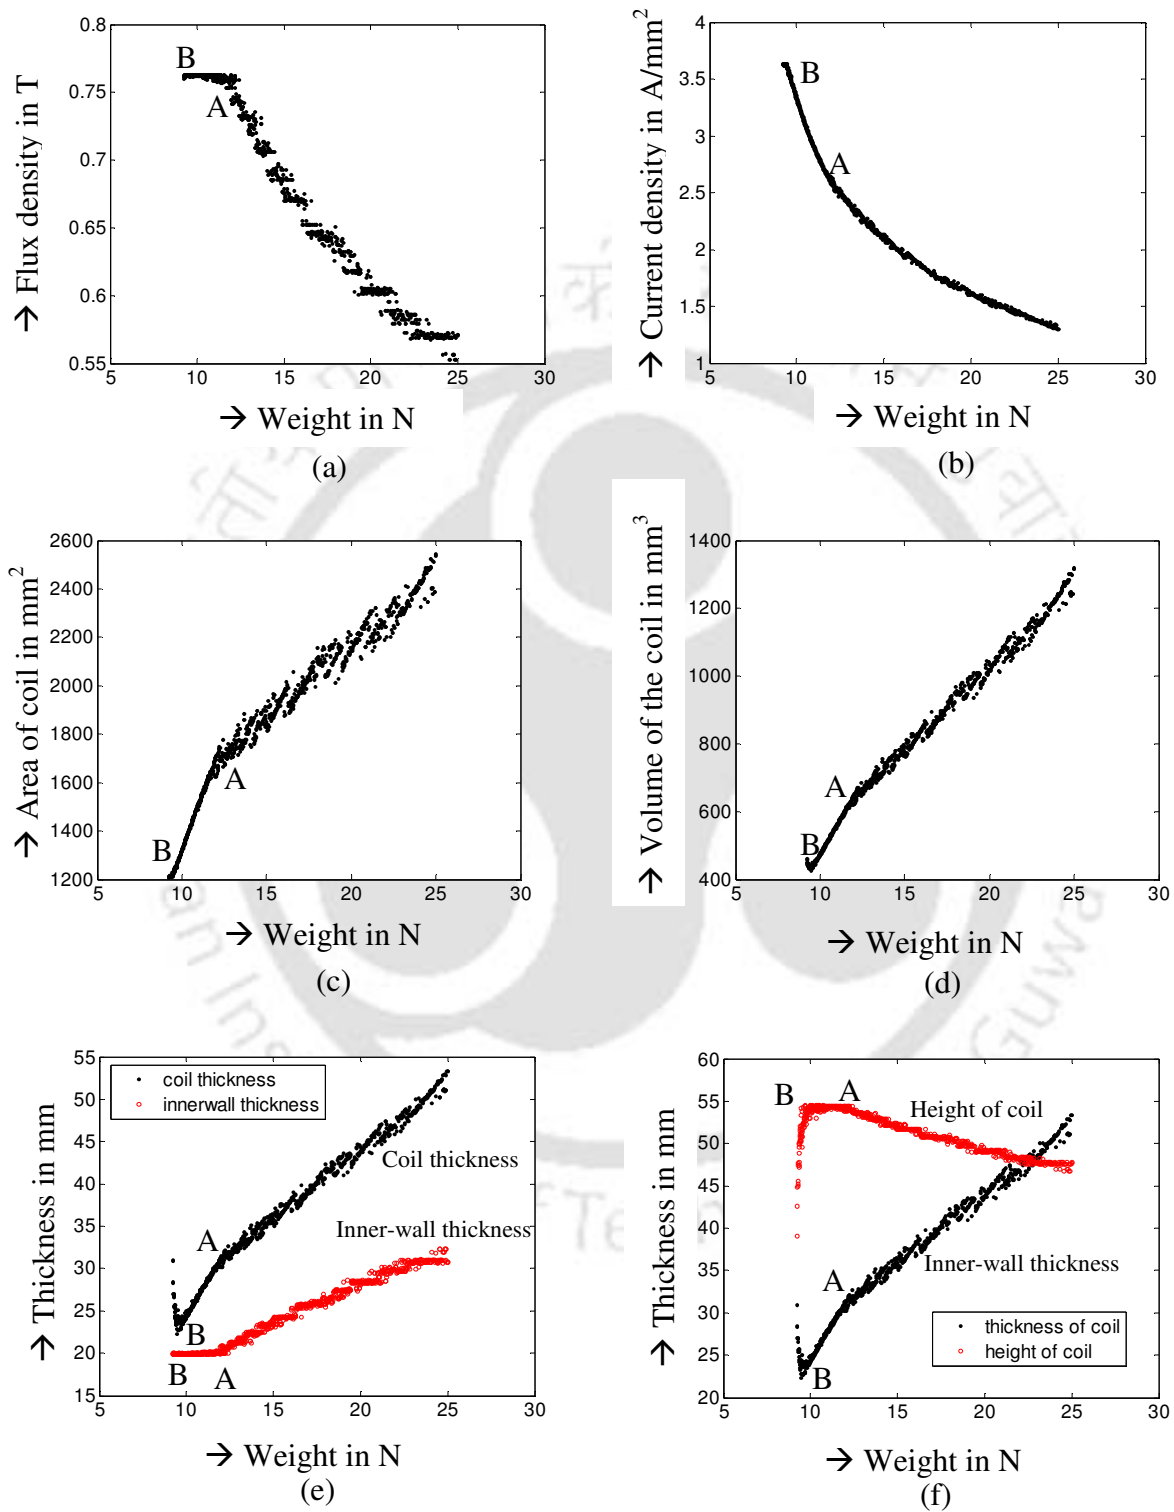 0.8
0.75
0.7
0.65
0.6
0.55
5 10 15 20 25 30
B
A
→ Flux density in T
→ Weight in N
(a)
4
3.5
3
2.5
2
1.5
1
5 10 15 20 25 30
B
A
→ Current density in A/mm²
→ Weight in N
(b)
2600
2400
2200
2000
1800
1600
1400
1200
5 10 15 20 25 30
A
B
→ Area of coil in mm²
→ Weight in N
(c)
1400
1200
1000
800
600
400
5 10 15 20 25 30
A
B
→ Volume of the coil in mm³
→ Weight in N
(d)
55
50
45
40
35
30
25
20
15
5 10 15 20 25 30
coil thickness
innerwall thickness
Coil thickness
A
Inner-wall thickness
B
B A
→ Thickness in mm
→ Weight in N
(e)
60
55
50
45
40
35
30
25
20
5 10 15 20 25 30
B A
Height of coil
A
Inner-wall thickness
thickness of coil
height of coil
B
→ Thickness in mm
→ Weight in N
(f)
an Ins
f Te
Guwa